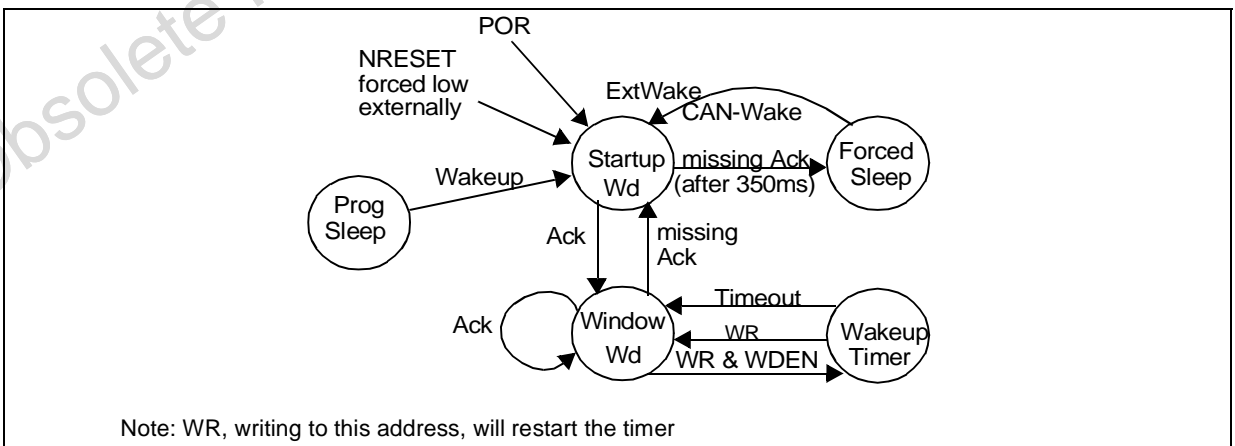 obsolete
POR
NRESET
forced low
externally
ExtWake
CAN-Wake
Startup
Wd
missing Ack
(after 350ms)
Forced
Sleep
Wakeup
Prog
Sleep
Ack
missing
Ack
Timeout
Ack
Window
Wd
WR
WR & WDEN
Wakeup
Timer
Note: WR, writing to this address, will restart the timer